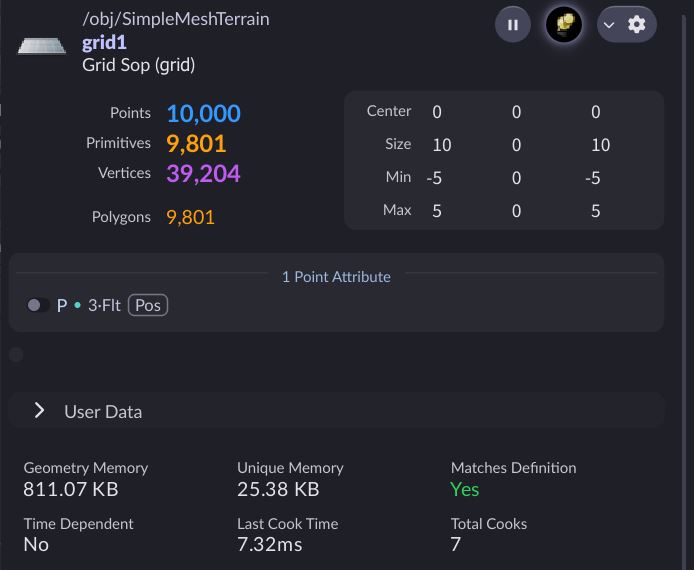 /obj/SimpleMeshTerrain
grid1
Grid Sop (grid)
Points 10,000
Primitives 9,801
Vertices 39,204
Polygons 9,801
Center 0 0 0
Size 10 0 10
Min -5 0 -5
Max 5 0 5
1 Point Attribute
P • 3·Flt Pos
User Data
Geometry Memory Unique Memory Matches Definition
811.07 KB 25.38 KB Yes
Time Dependent Last Cook Time Total Cooks
No 7.32ms 7